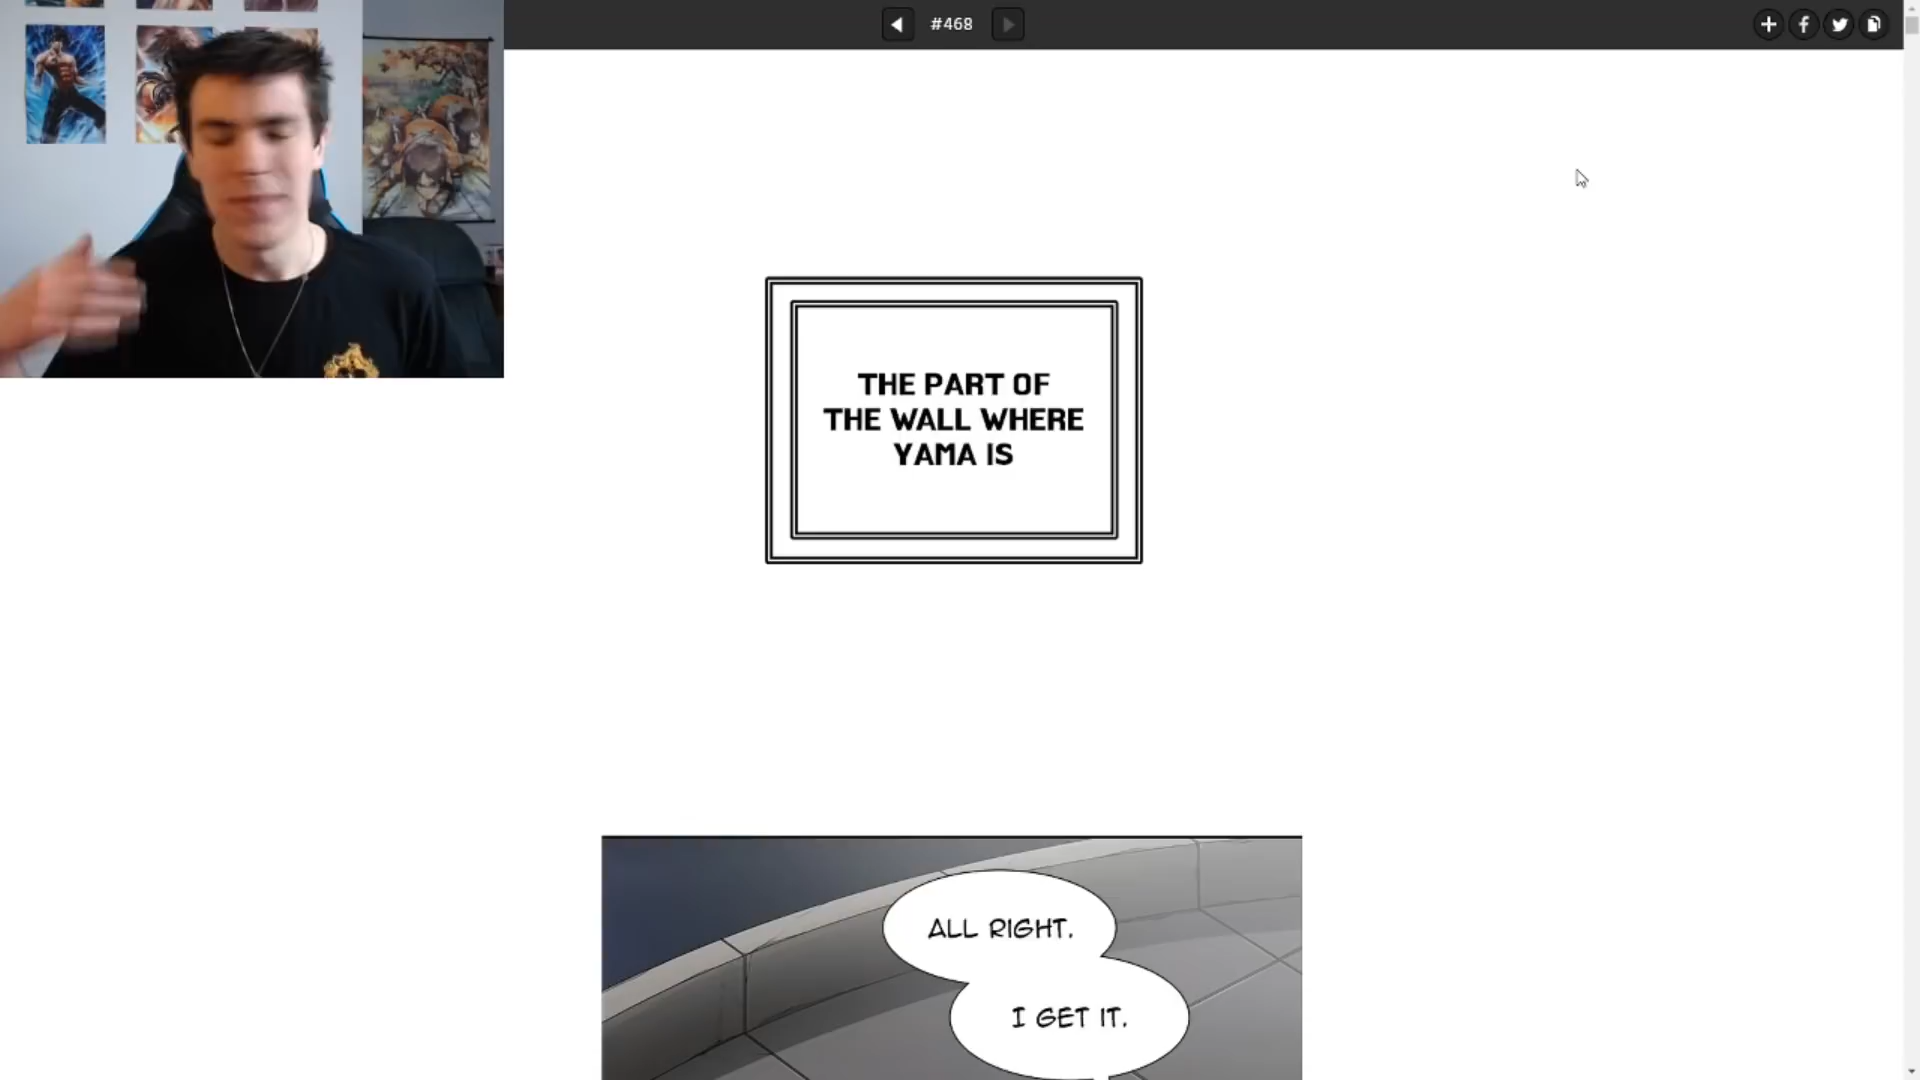 #468
THE PART OF
THE WALL WHERE
YAMA IS
ALL RIGHT.
I GET IT.